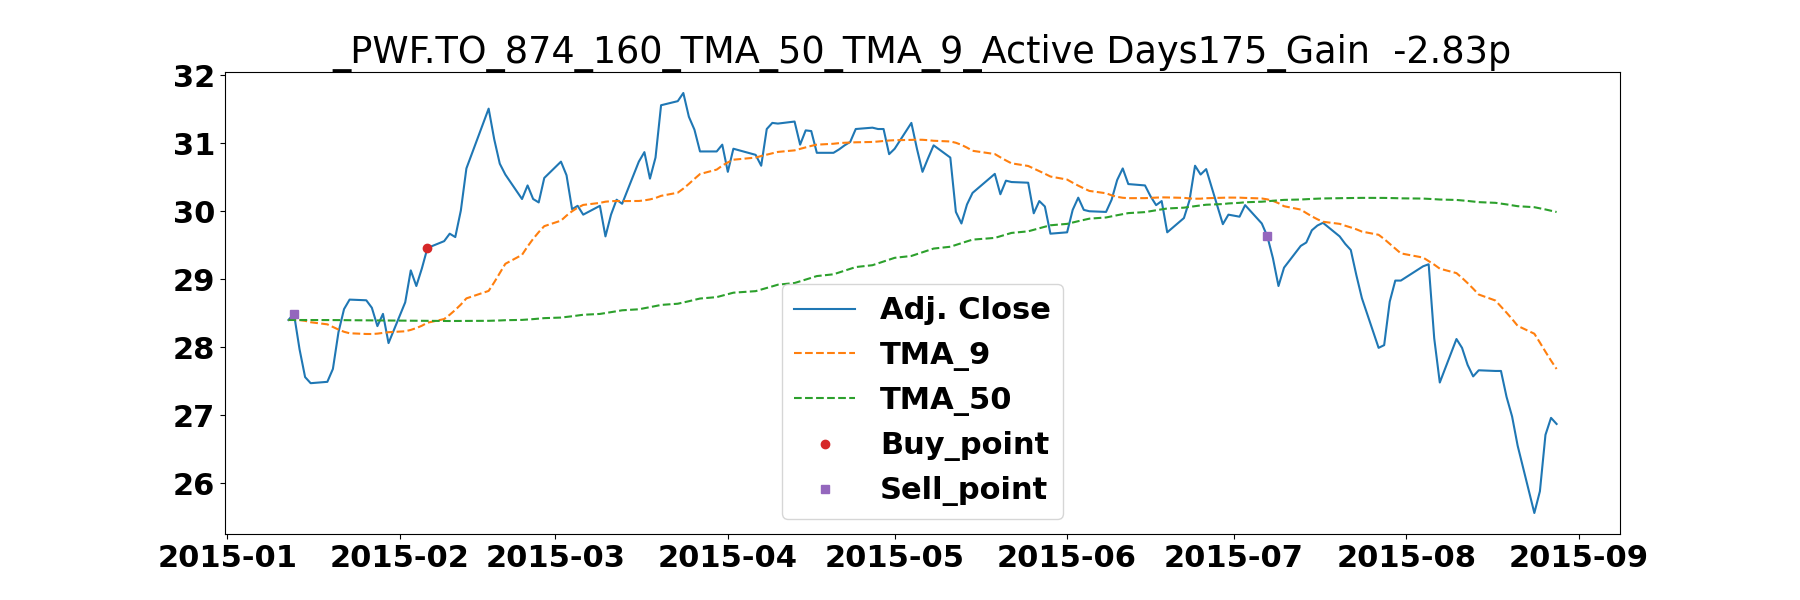 _PWF.TO_874_160_TMA_50_TMA_9_Active Days175_Gain  -2.83p
32
31
30
29
28
27
26
Adj. Close
TMA_9
TMA_50
Buy_point
Sell_point
2015-01 2015-02 2015-03 2015-04 2015-05 2015-06 2015-07 2015-08 2015-09